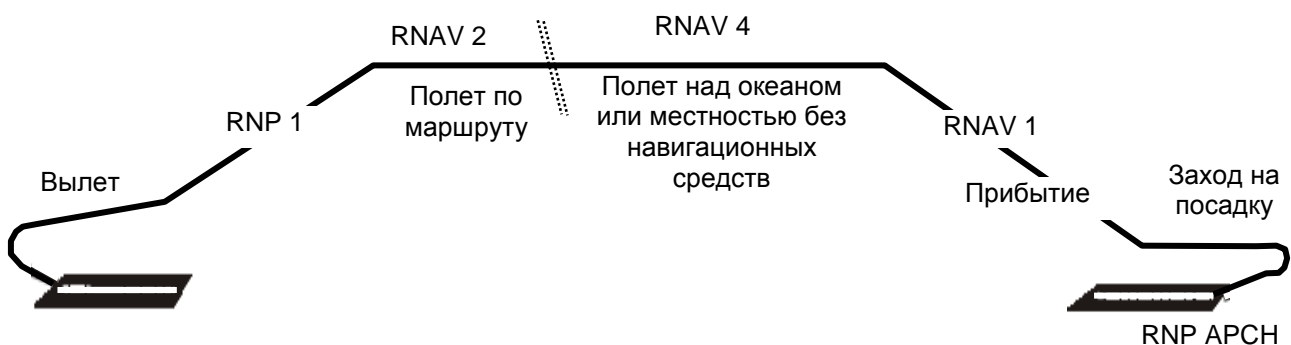 RNAV 2
RNAV 4
Полет по
маршруту
Полет над океаном
или местностью без
навигационных
средств
RNP 1
RNAV 1
Вылет
Прибытие
Заход на
посадку
RNP APCH